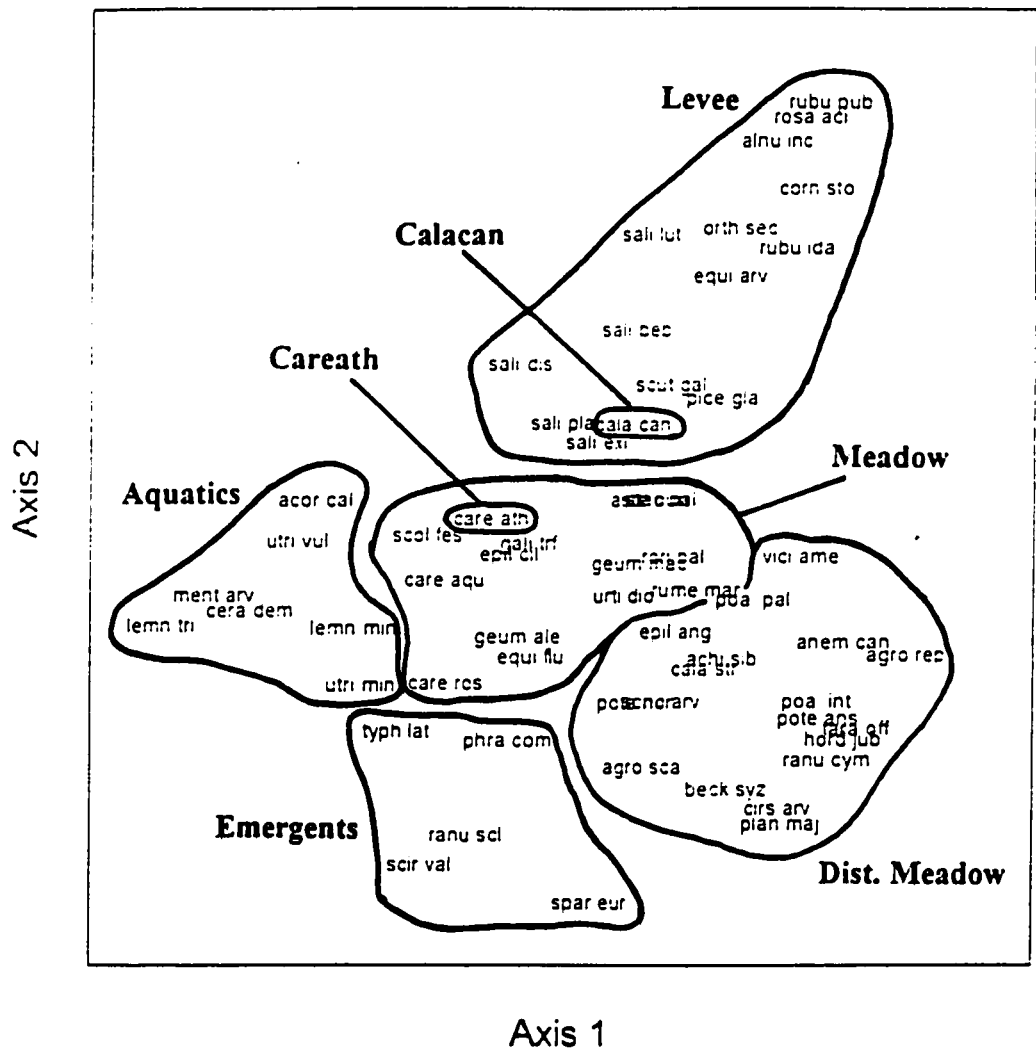 Levee
rubu pub
rosa aci
alnu inc
corn sto
Calacan
sali lut
orth sec
rubu ida
equi arv
sali beb
Careath
sali dis
scut gal
pice gla
sali pla
cala can
sali exi
Meadow
Aquatics
acor cal
care ath
scol fes
gali trf
epil cil
utri vul
care aqu
geum mac
vici ame
ment arv
cera dem
urti dio
rume mar
poa pal
lemn tri
lemn min
geum ale
equi flu
epil ang
anem can
achi sib
agro rep
utri min
care ros
poa int
pote ans
hord jub
ranu cym
typh lat
phra com
agro sca
beck syz
cirs arv
plan maj
Emergents
ranu scl
scir val
spar eur
Dist. Meadow
Axis 2
Axis 1